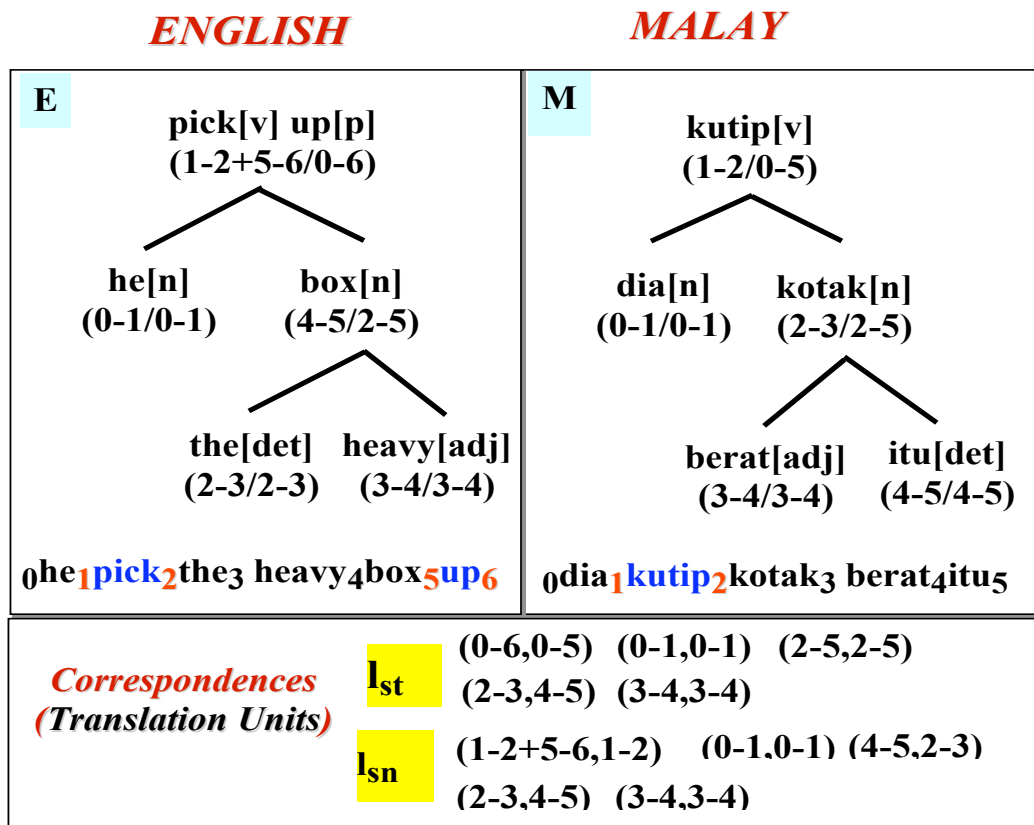 ENGLISH
MALAY
E
pick[v] up[p]
(1-2+5-6/0-6)
he[n]
(0-1/0-1)
box[n]
(4-5/2-5)
the[det]
(2-3/2-3)
heavy[adj]
(3-4/3-4)
0he1pick2the3 heavy4box5up6
M
kutip[v]
(1-2/0-5)
dia[n]
(0-1/0-1)
kotak[n]
(2-3/2-5)
berat[adj]
(3-4/3-4)
itu[det]
(4-5/4-5)
0dia1kutip2kotak3 berat4itu5
Correspondences
(Translation Units)
lst
(0-6,0-5) (0-1,0-1) (2-5,2-5)
(2-3,4-5) (3-4,3-4)
lsn
(1-2+5-6,1-2) (0-1,0-1) (4-5,2-3)
(2-3,4-5) (3-4,3-4)